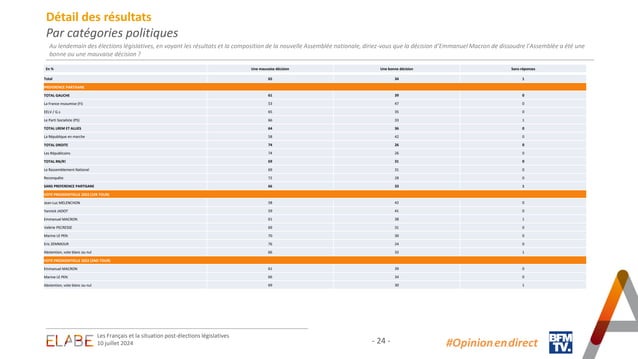 Détail des résultats
Par catégories politiques
Au lendemain des élections législatives, en voyant les résultats et la composition de la nouvelle Assemblée nationale, diriez-vous que la décision d'Emmanuel Macron de dissoudre l'Assemblée a été une
bonne ou une mauvaise décision ?
En % Une mauvaise décision Une bonne décision Sans réponses
Total 65 34 1
PREFERENCE PARTISANE
TOTAL GAUCHE 61 39 0
La France insoumise (FI) 53 47 0
EELV / G.s 65 35 0
Le Parti Socialiste (PS) 66 33 1
TOTAL LREM ET ALLIES 64 36 0
La République en marche 58 42 0
TOTAL DROITE 74 26 0
Les Républicains 74 26 0
TOTAL RN/R! 69 31 0
Le Rassemblement National 69 31 0
Reconquête 72 28 0
SANS PREFERENCE PARTISANE 66 33 1
VOTE PRESIDENTIELLE 2022 (1ER TOUR)
Jean-Luc MELENCHON 58 42 0
Yannick JADOT 59 41 0
Emmanuel MACRON 61 38 1
Valérie PECRESSE 69 31 0
Marine LE PEN 70 30 0
Eric ZEMMOUR 76 24 0
Abstention, vote blanc ou nul 66 33 1
VOTE PRESIDENTIELLE 2022 (2ND TOUR)
Emmanuel MACRON 61 39 0
Marine LE PEN 66 34 0
Abstention, vote blanc ou nul 69 30 1
ELABE
Les Français et la situation post-élections législatives
10 juillet 2024
- 24 -
#Opinion en direct
BFM
TV.